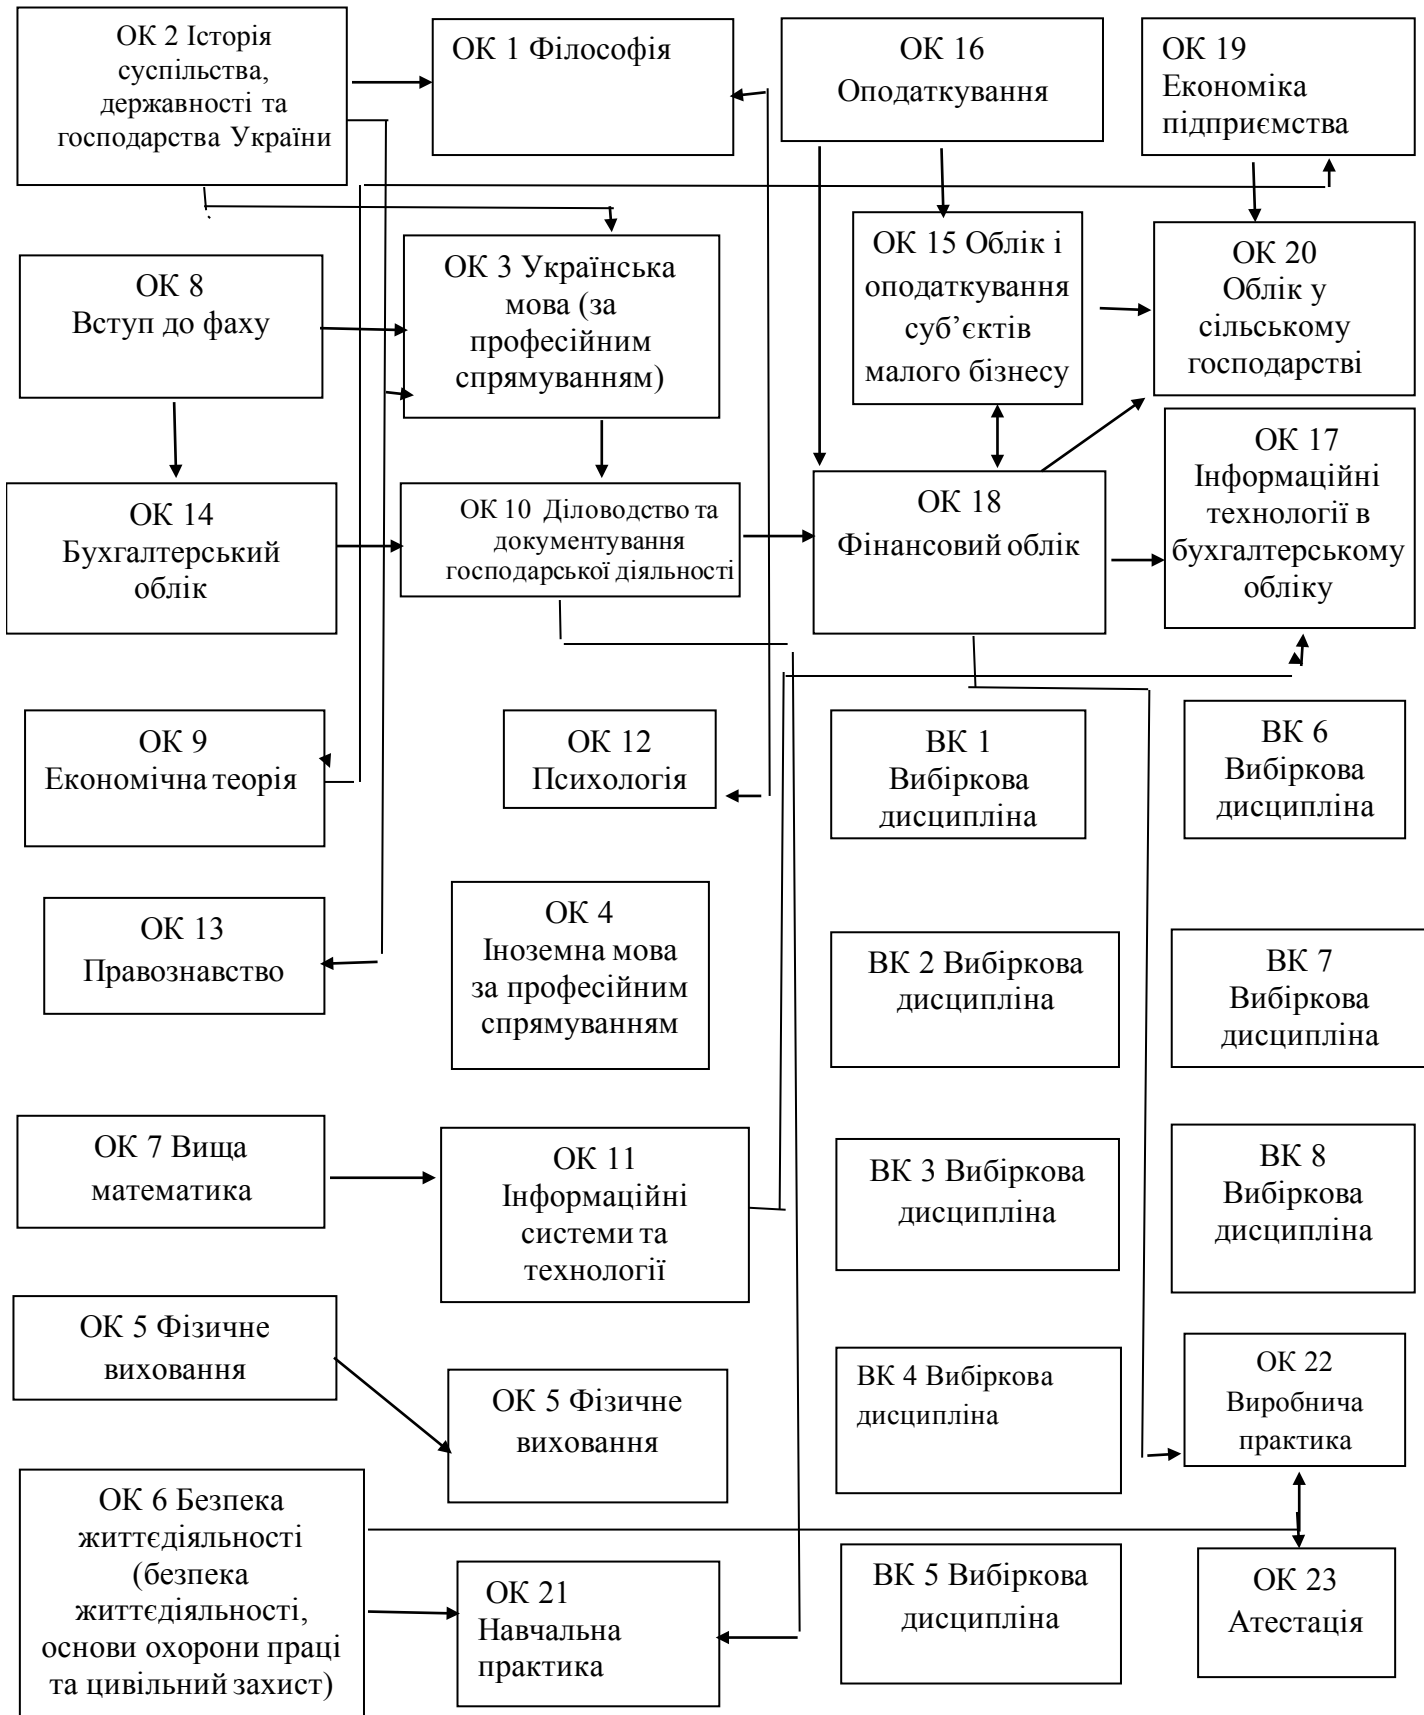 ОК 2 Історія
суспільства,
державності та
господарства України
ОК 1 Філософія
ОК 16
Оподаткування
ОК 19
Економіка
підприємства
ОК 8
Вступ до фаху
ОК 3 Українська
мова (за
професійним
спрямуванням)
ОК 15 Облік і
оподаткування
суб’єктів
малого бізнесу
ОК 20
Облік у
сільському
господарстві
ОК 14
Бухгалтерський
облік
ОК 10 Діловодство та
документування
господарської діяльності
ОК 18
Фінансовий облік
ОК 17
Інформаційні
технології в
бухгалтерському
обліку
ОК 9
Економічна теорія
ОК 12
Психологія
ВК 1
Вибіркова
дисципліна
ВК 6
Вибіркова
дисципліна
ОК 13
Правознавство
ОК 4
Іноземна мова
за професійним
спрямуванням
ВК 2 Вибіркова
дисципліна
ВК 7
Вибіркова
дисципліна
ОК 7 Вища
математика
ОК 11
Інформаційні
системи та
технології
ВК 3 Вибіркова
дисципліна
ВК 8
Вибіркова
дисципліна
ОК 5 Фізичне
виховання
ОК 5 Фізичне
виховання
ВК 4 Вибіркова
дисципліна
ОК 22
Виробнича
практика
ОК 6 Безпека
життєдіяльності
(безпека
життєдіяльності,
основи охорони праці
та цивільний захист)
ОК 21
Навчальна
практика
ВК 5 Вибіркова
дисципліна
ОК 23
Атестація